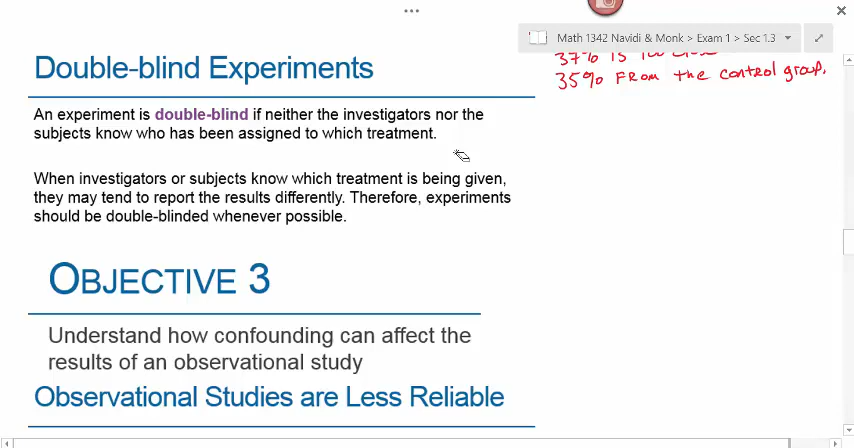 Math 1342 Navidi & Monk > Exam 1 > Sec 1.3
37% is too close
35% From the control group.
Double-blind Experiments
An experiment is double-blind if neither the investigators nor the
subjects know who has been assigned to which treatment.
When investigators or subjects know which treatment is being given,
they may tend to report the results differently. Therefore, experiments
should be double-blinded whenever possible.
OBJECTIVE 3
Understand how confounding can affect the
results of an observational study
Observational Studies are Less Reliable